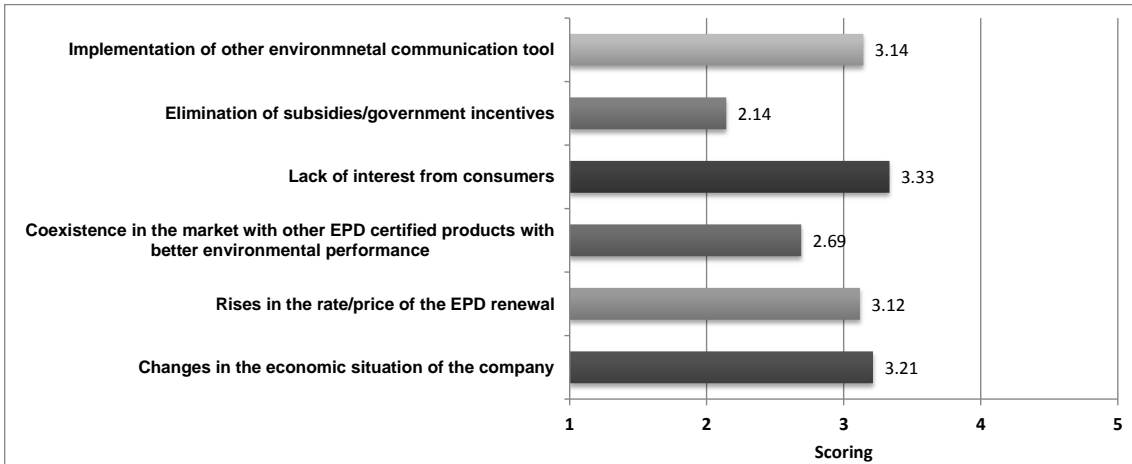 Implementation of other environmnetal communication tool
3.14
Elimination of subsidies/government incentives
2.14
Lack of interest from consumers
3.33
Coexistence in the market with other EPD certified products with
better environmental performance
2.69
Rises in the rate/price of the EPD renewal
3.12
Changes in the economic situation of the company
3.21
1 2 3 4 5
Scoring